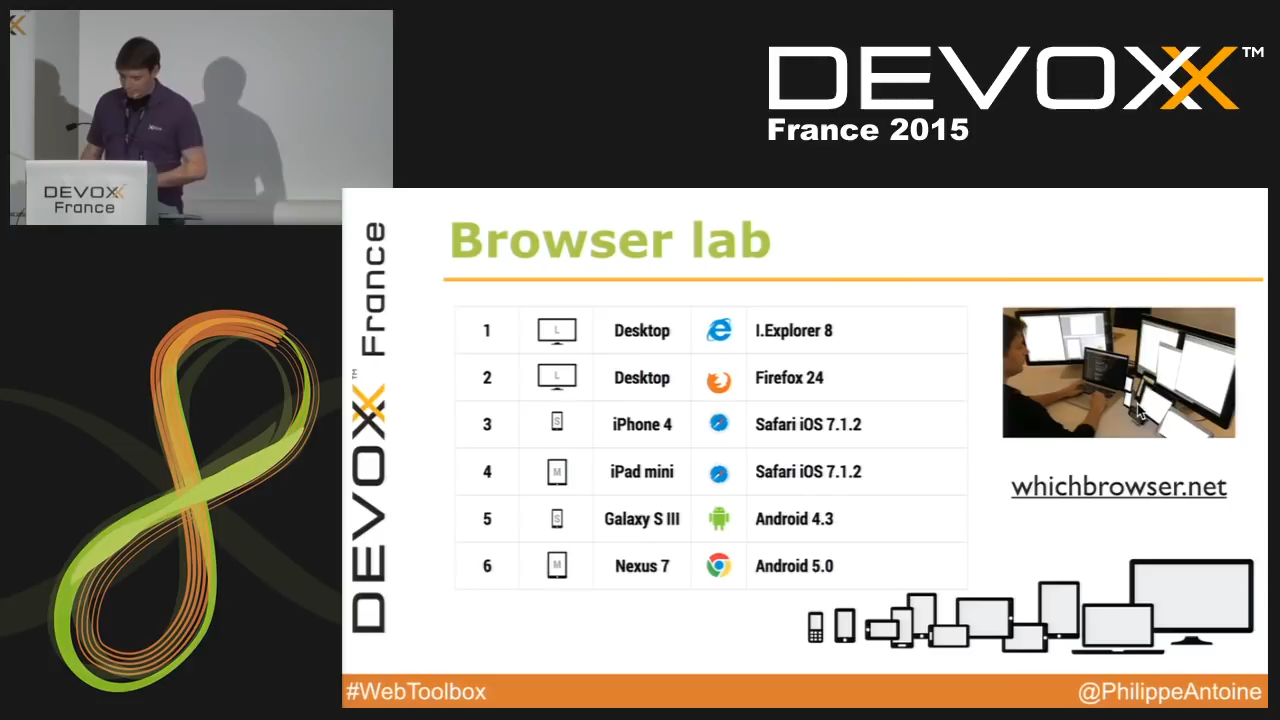 DEVOXX™
France 2015
DEVOXX
France
DEVOXX™ France
Browser lab
1 L Desktop I.Explorer 8
2 L Desktop Firefox 24
3 S iPhone 4 Safari iOS 7.1.2
4 M iPad mini Safari iOS 7.1.2
5 S Galaxy S III Android 4.3
6 M Nexus 7 Android 5.0
whichbrowser.net
#WebToolbox
@PhilippeAntoine